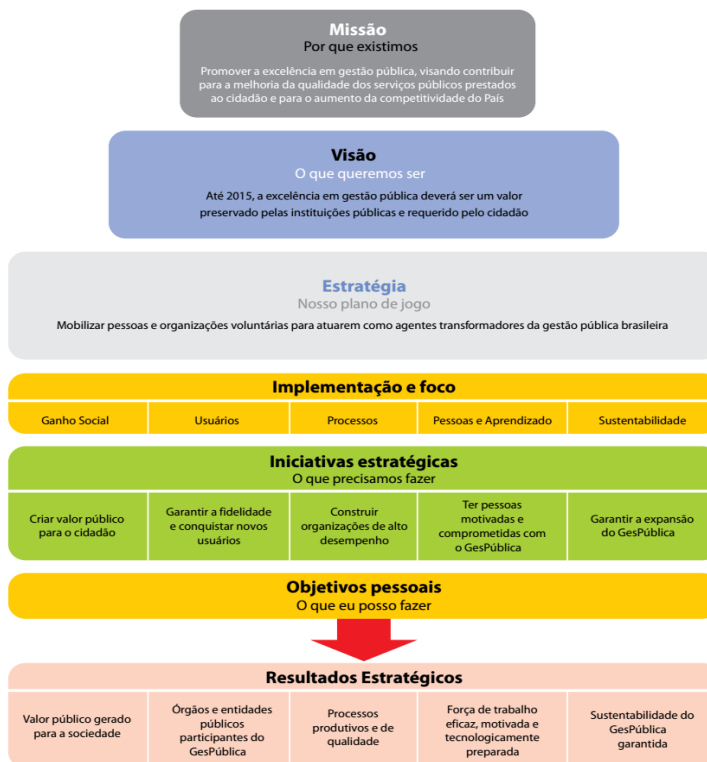 Missão
Por que existimos
Promover a excelência em gestão pública, visando contribuir
para a melhoria da qualidade dos serviços públicos prestados
ao cidadão e para o aumento da competitividade do País
Visão
O que queremos ser
Até 2015, a excelência em gestão pública deverá ser um valor
preservado pelas instituições públicas e requerido pelo cidadão
Estratégia
Nosso plano de jogo
Mobilizar pessoas e organizações voluntárias para atuarem como agentes transformadores da gestão pública brasileira
Implementação e foco
Ganho Social
Usuários
Processos
Pessoas e Aprendizado
Sustentabilidade
Iniciativas estratégicas
O que precisamos fazer
Criar valor público
para o cidadão
Garantir a fidelidade
e conquistar novos
usuários
Construir
organizações de alto
desempenho
Ter pessoas
motivadas e
comprometidas com
o GesPública
Garantir a expansão
do GesPública
Objetivos pessoais
O que eu posso fazer
Resultados Estratégicos
Valor público gerado
para a sociedade
Órgãos e entidades
públicos
participantes do
GesPública
Processos
produtivos e de
qualidade
Força de trabalho
eficaz, motivada e
tecnologicamente
preparada
Sustentabilidade do
GesPública
garantida